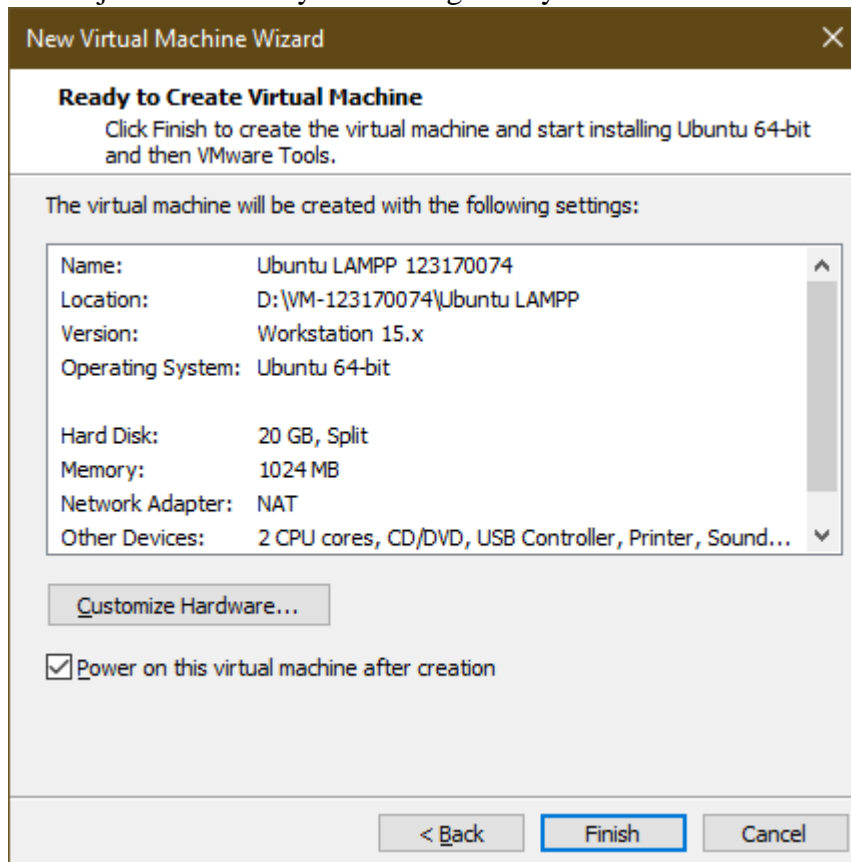 New Virtual Machine Wizard
Ready to Create Virtual Machine
Click Finish to create the virtual machine and start installing Ubuntu 64-bit
and then VMware Tools.
The virtual machine will be created with the following settings:
Name: Ubuntu LAMPP 123170074
Location: D:\VM-123170074\Ubuntu LAMPP
Version: Workstation 15.x
Operating System: Ubuntu 64-bit
Hard Disk: 20 GB, Split
Memory: 1024 MB
Network Adapter: NAT
Other Devices: 2 CPU cores, CD/DVD, USB Controller, Printer, Sound...
Customize Hardware...
Power on this virtual machine after creation
< Back Finish Cancel